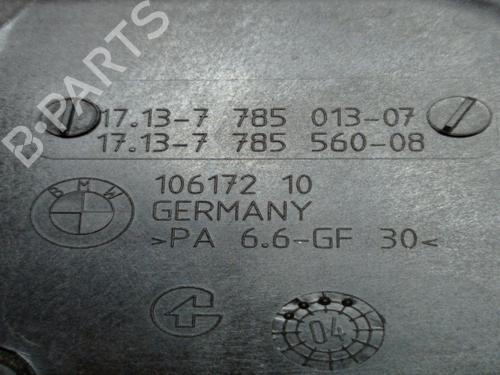 B-PARTS
17.13-7 785 013-07
17.13-7 785 560-08
BMW
106172 10
GERMANY
>PA 6.6-GF 30<
04